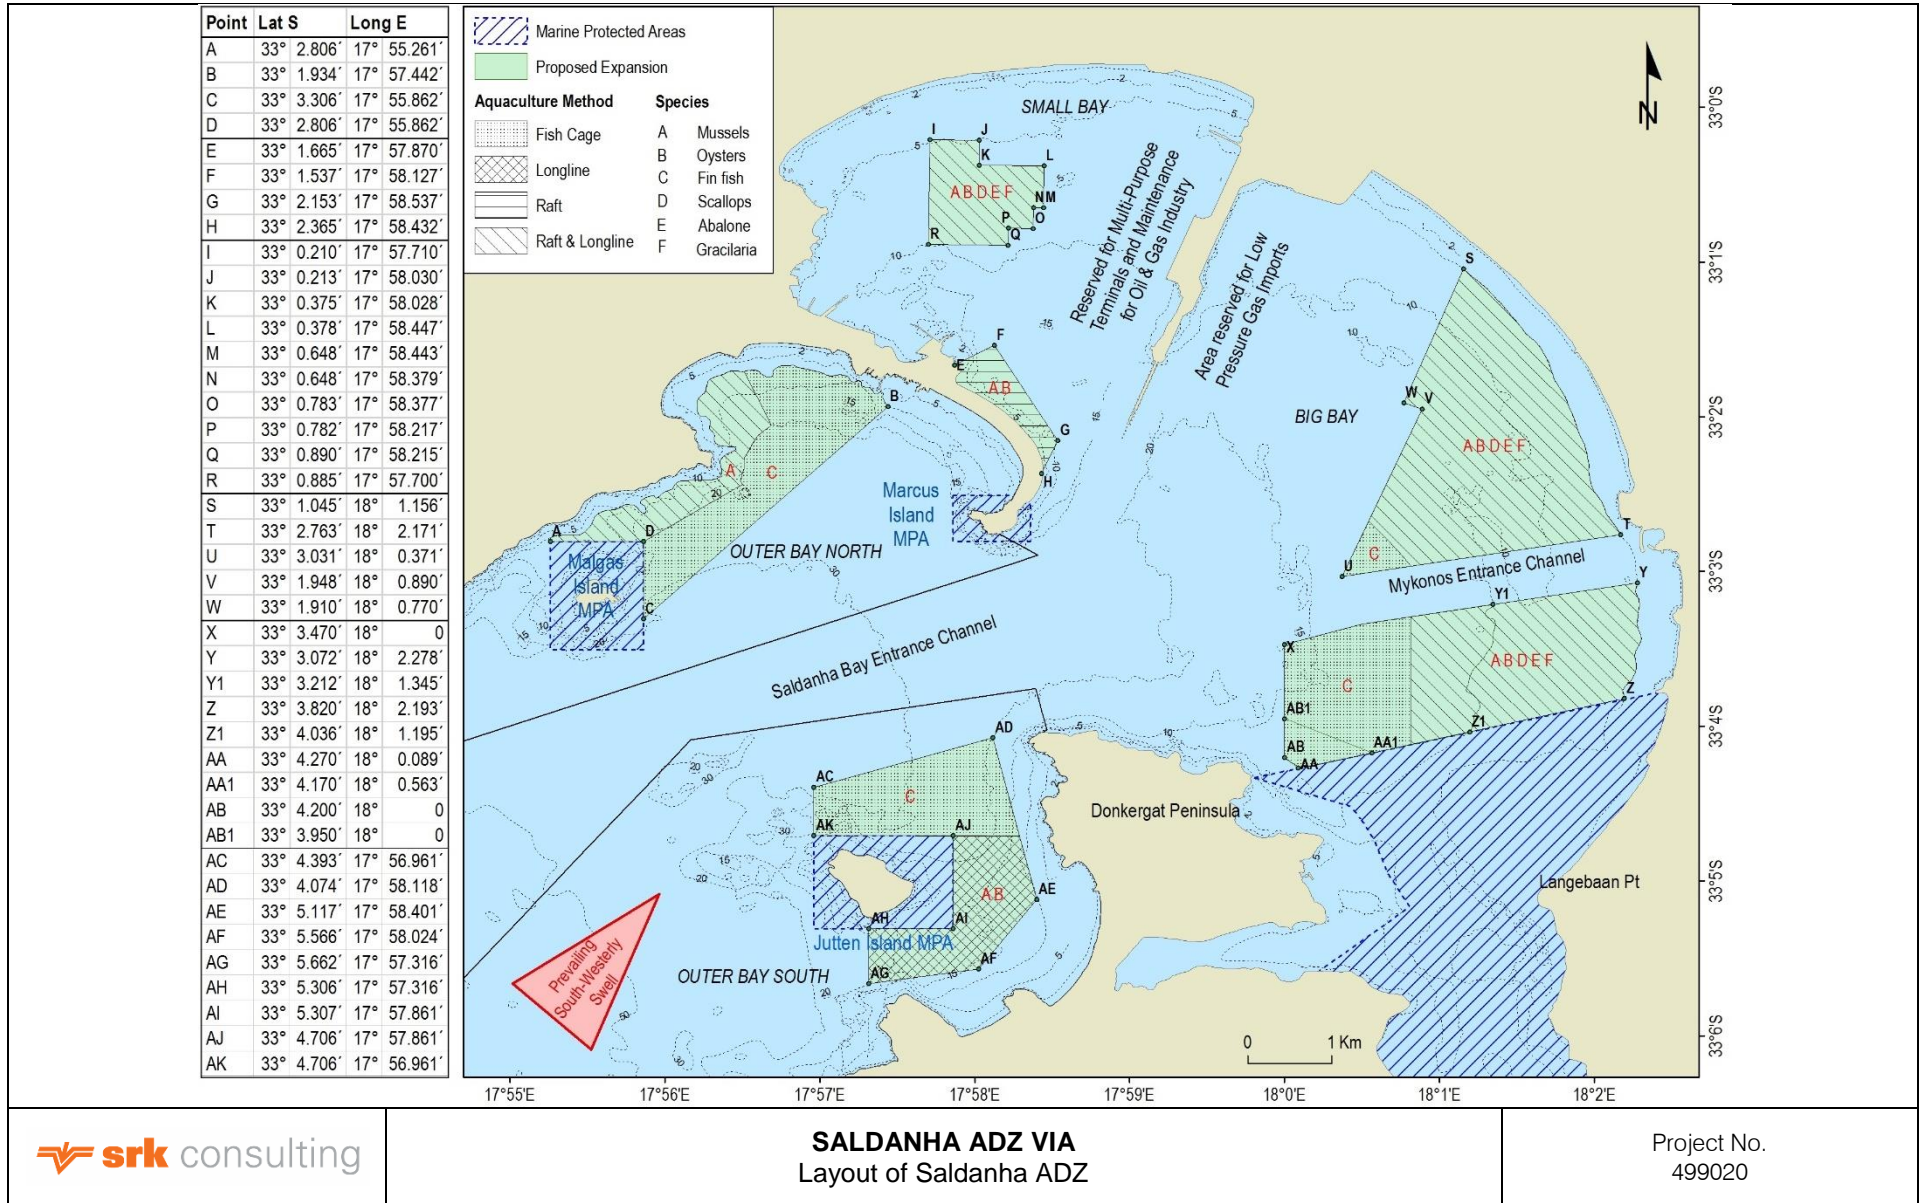 Point Lat S Long E
A 33° 2.806´ 17° 55.261´
B 33° 1.934´ 17° 57.442´
C 33° 3.306´ 17° 55.862´
D 33° 2.806´ 17° 55.862´
E 33° 1.665´ 17° 57.870´
F 33° 1.537´ 17° 58.127´
G 33° 2.153´ 17° 58.537´
H 33° 2.365´ 17° 58.432´
I 33° 0.210´ 17° 57.710´
J 33° 0.213´ 17° 58.030´
K 33° 0.375´ 17° 58.028´
L 33° 0.378´ 17° 58.447´
M 33° 0.648´ 17° 58.443´
N 33° 0.648´ 17° 58.379´
O 33° 0.783´ 17° 58.377´
P 33° 0.782´ 17° 58.217´
Q 33° 0.890´ 17° 58.215´
R 33° 0.885´ 17° 57.700´
S 33° 1.045´ 18° 1.156´
T 33° 2.763´ 18° 2.171´
U 33° 3.031´ 18° 0.371´
V 33° 1.948´ 18° 0.890´
W 33° 1.910´ 18° 0.770´
X 33° 3.470´ 18° 0
Y 33° 3.072´ 18° 2.278´
Y1 33° 3.212´ 18° 1.345´
Z 33° 3.820´ 18° 2.193´
Z1 33° 4.036´ 18° 1.195´
AA 33° 4.270´ 18° 0.089´
AA1 33° 4.170´ 18° 0.563´
AB 33° 4.200´ 18° 0
AB1 33° 3.950´ 18° 0
AC 33° 4.393´ 17° 56.961´
AD 33° 4.074´ 17° 58.118´
AE 33° 5.117´ 17° 58.401´
AF 33° 5.566´ 17° 58.024´
AG 33° 5.662´ 17° 57.316´
AH 33° 5.306´ 17° 57.316´
AI 33° 5.307´ 17° 57.861´
AJ 33° 4.706´ 17° 57.861´
AK 33° 4.706´ 17° 56.961´
Marine Protected Areas
Proposed Expansion
Aquaculture Method
Fish Cage
Longline
Raft
Raft & Longline
Species
A Mussels
B Oysters
C Fin fish
D Scallops
E Abalone
F Gracilaria
N
SMALL BAY
I
J
K
L
A B D E F
N M
P
O
R
Q
Reserved for Multi-Purpose
Terminals and Maintenance
for Oil & Gas Industry
Area reserved for Low
Pressure Gas Imports
S
F
E
A B
G
H
B
W
V
BIG BAY
A B D E F
A
C
Marcus
Island
MPA
A
D
OUTER BAY NORTH
Malgas
Island
MPA
C
T
C
U
Mykonos Entrance Channel
Y
Y1
X
A B D E F
C
Z
AB1
Z1
AB
AA1
AA
Saldanha Bay Entrance Channel
AD
AC
C
AK
AJ
Donkergat Peninsula
AE
A B
AH
AI
Jutten Island MPA
AF
AG
Langebaan Pt
OUTER BAY SOUTH
Prevailing
South-Westerly
Swell
0 1 Km
33°0'S
33°1'S
33°2'S
33°3'S
33°4'S
33°5'S
33°6'S
17°55'E 17°56'E 17°57'E 17°58'E 17°59'E 18°0'E 18°1'E 18°2'E
srk consulting
SALDANHA ADZ VIA
Layout of Saldanha ADZ
Project No.
499020